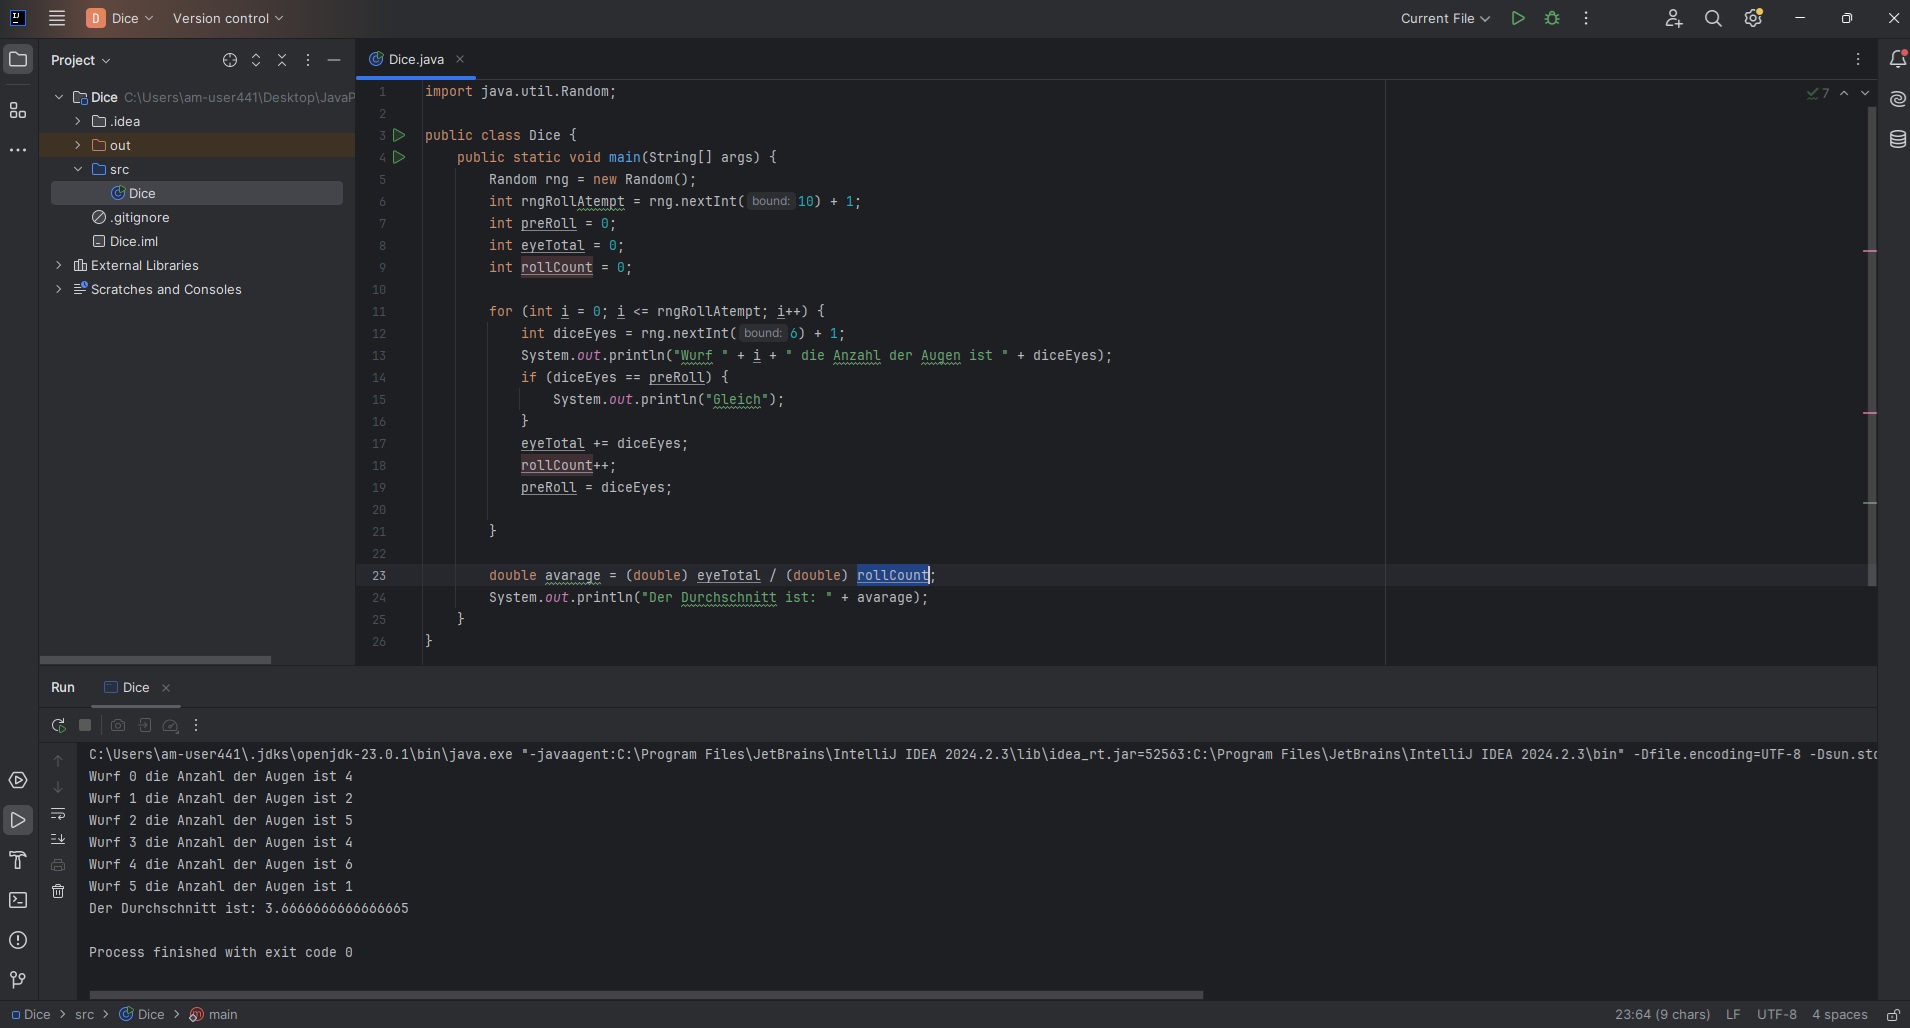 Dice
Version control
Current File
Project
Dice C:\Users\am-user441\Desktop\JavaP
.idea
out
src
Dice
.gitignore
Dice.iml
External Libraries
Scratches and Consoles
Dice.java
7
1 import java.util.Random;
2
3 public class Dice {
4 public static void main(String[] args) {
5 Random rng = new Random();
6 int rngRollAtempt = rng.nextInt( bound: 10) + 1;
7 int preRoll = 0;
8 int eyeTotal = 0;
9 int rollCount = 0;
10
11 for (int i = 0; i <= rngRollAtempt; i++) {
12 int diceEyes = rng.nextInt( bound: 6) + 1;
13 System.out.println("Wurf " + i + " die Anzahl der Augen ist " + diceEyes);
14 if (diceEyes == preRoll) {
15 System.out.println("Gleich");
16 }
17 eyeTotal += diceEyes;
18 rollCount++;
19 preRoll = diceEyes;
20
21 }
22
23 double avarage = (double) eyeTotal / (double) rollCount;
24 System.out.println("Der Durchschnitt ist: " + avarage);
25 }
26 }
Run
Dice
C:\Users\am-user441\.jdks\openjdk-23.0.1\bin\java.exe "-javaagent:C:\Program Files\JetBrains\IntelliJ IDEA 2024.2.3\lib\idea_rt.jar=52563:C:\Program Files\JetBrains\IntelliJ IDEA 2024.2.3\bin" -Dfile.encoding=UTF-8 -Dsun.std
Wurf 0 die Anzahl der Augen ist 4
Wurf 1 die Anzahl der Augen ist 2
Wurf 2 die Anzahl der Augen ist 5
Wurf 3 die Anzahl der Augen ist 4
Wurf 4 die Anzahl der Augen ist 6
Wurf 5 die Anzahl der Augen ist 1
Der Durchschnitt ist: 3.6666666666666665
Process finished with exit code 0
Dice > src > Dice > main
23:64 (9 chars) LF UTF-8 4 spaces